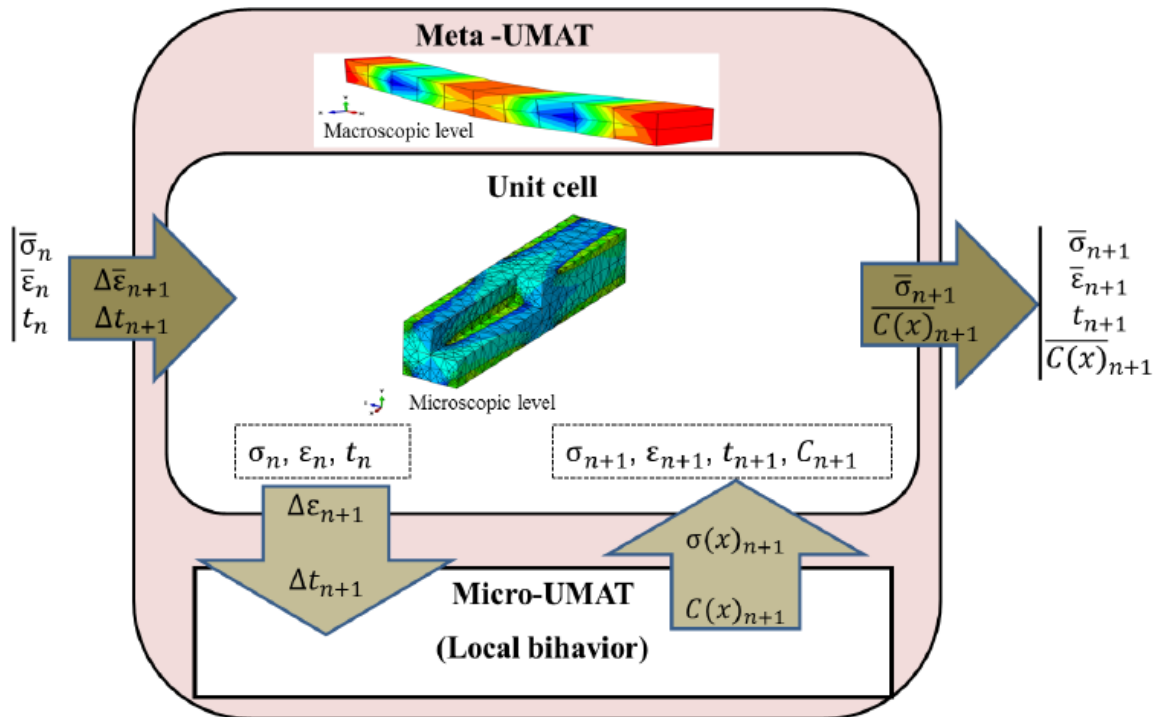 Meta -UMAT
Macroscopic level
Unit cell
σ̅ₙ
ε̅ₙ
tₙ
Δε̅ₙ₊₁
Δtₙ₊₁
Microscopic level
σ̅ₙ₊₁
C(x)̅ₙ₊₁
σ̅ₙ₊₁
ε̅ₙ₊₁
tₙ₊₁
C(x)̅ₙ₊₁
σₙ, εₙ, tₙ
σₙ₊₁, εₙ₊₁, tₙ₊₁, Cₙ₊₁
Δεₙ₊₁
Δtₙ₊₁
σ(x)ₙ₊₁
C(x)ₙ₊₁
Micro-UMAT
(Local bihavior)